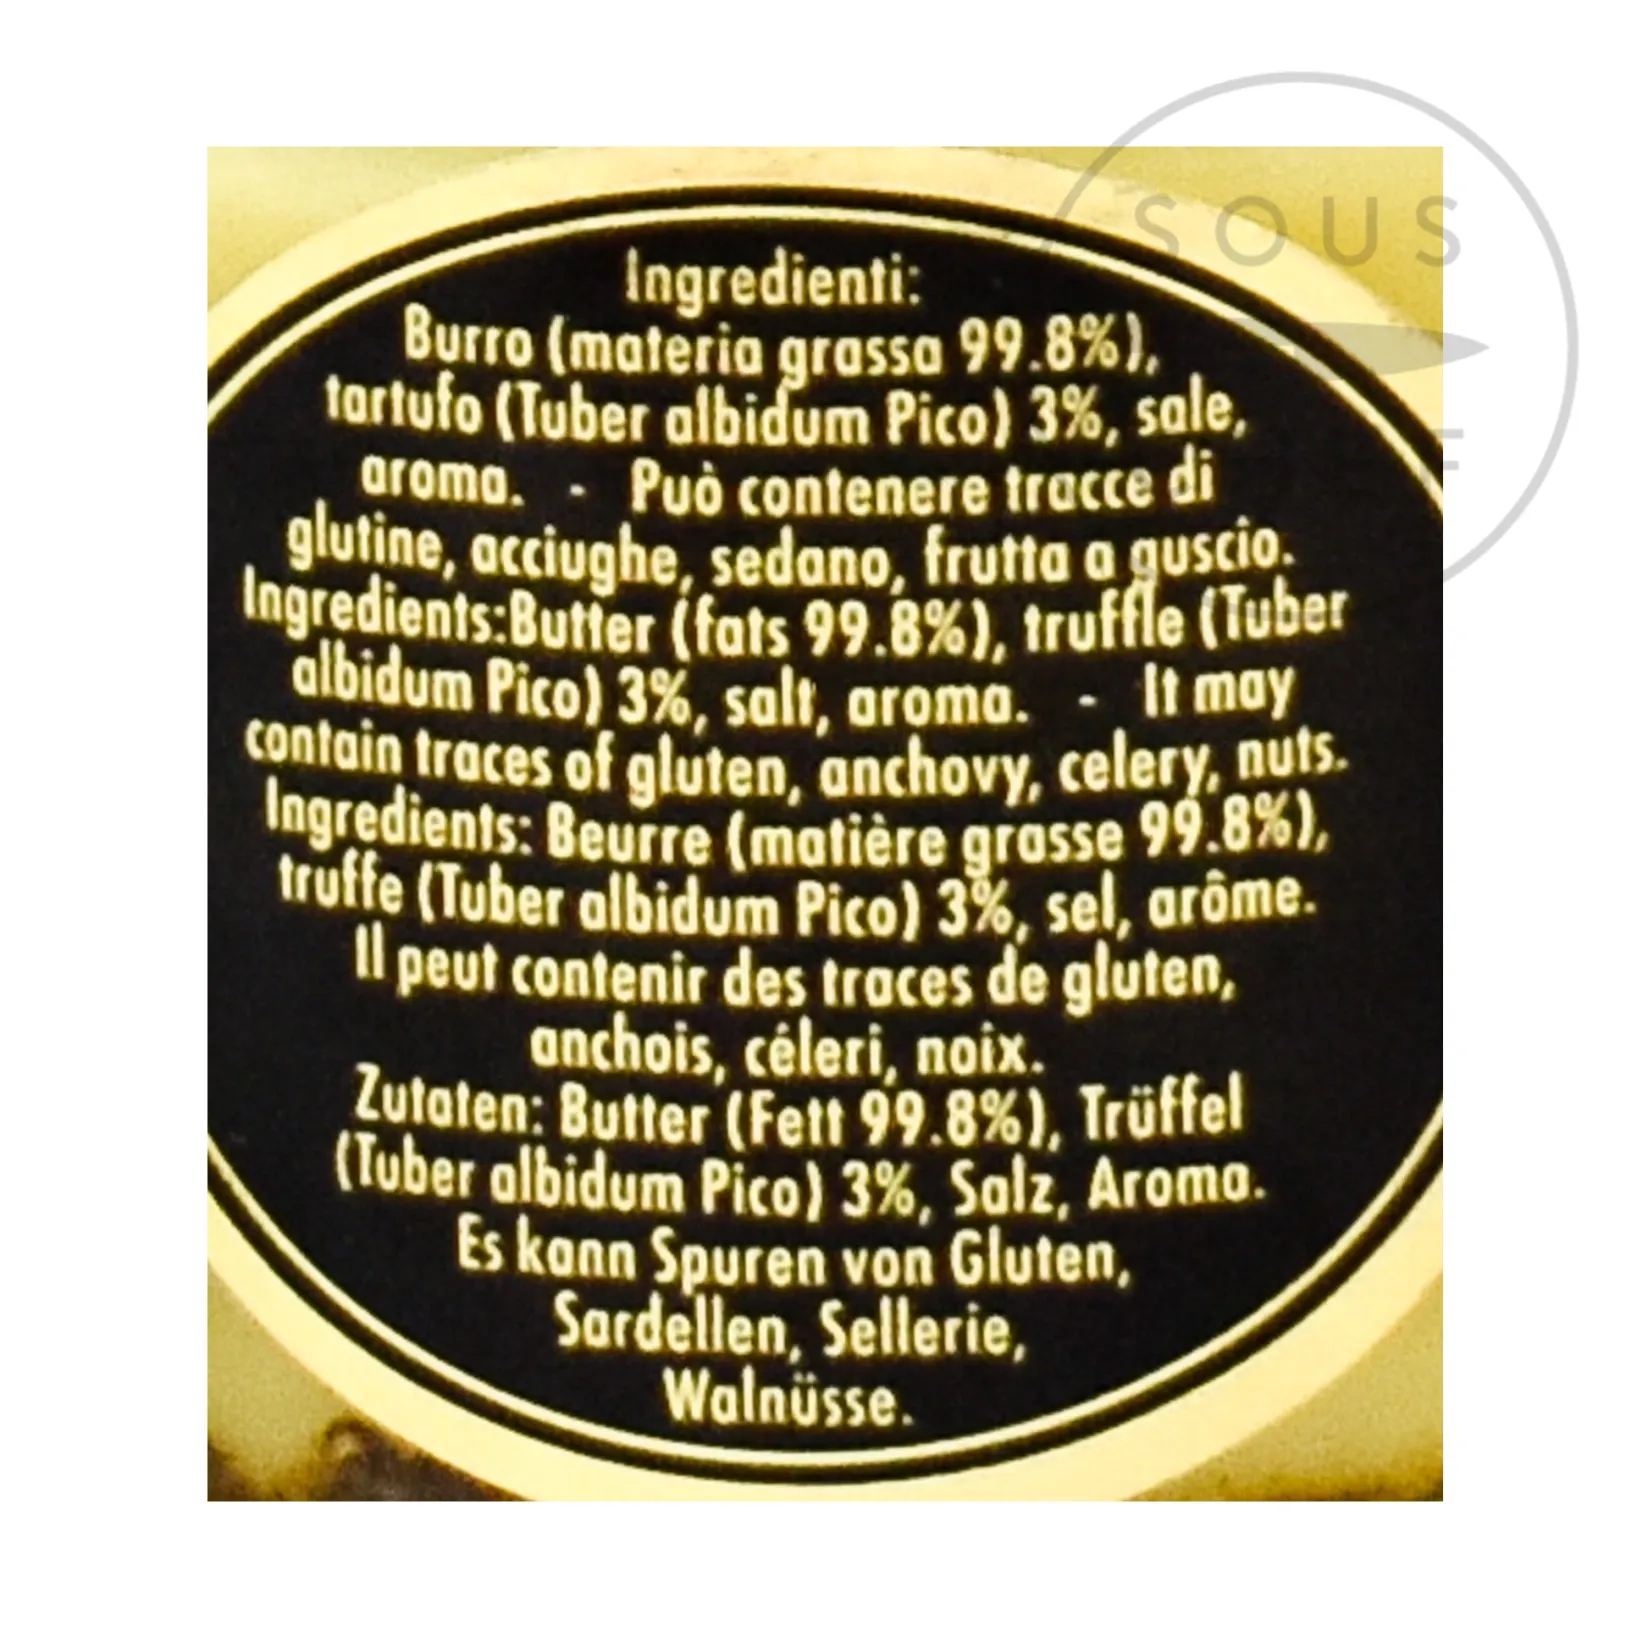 SOUS
Ingredienti:
Burro (materia grassa 99.8%),
tartufo (Tuber albidum Pico) 3%, sale,
aroma. - Può contenere tracce di
glutine, acciughe, sedano, frutta a guscio.
Ingredients:Butter (fats 99.8%), truffle (Tuber
albidum Pico) 3%, salt, aroma. - It may
contain traces of gluten, anchovy, celery, nuts.
Ingredients: Beurre (matière grasse 99.8%),
truffe (Tuber albidum Pico) 3%, sel, arôme.
Il peut contenir des traces de gluten,
anchois, céleri, noix.
Zutaten: Butter (Fett 99.8%), Trüffel
(Tuber albidum Pico) 3%, Salz, Aroma.
Es kann Spuren von Gluten,
Sardellen, Sellerie,
Walnüsse.